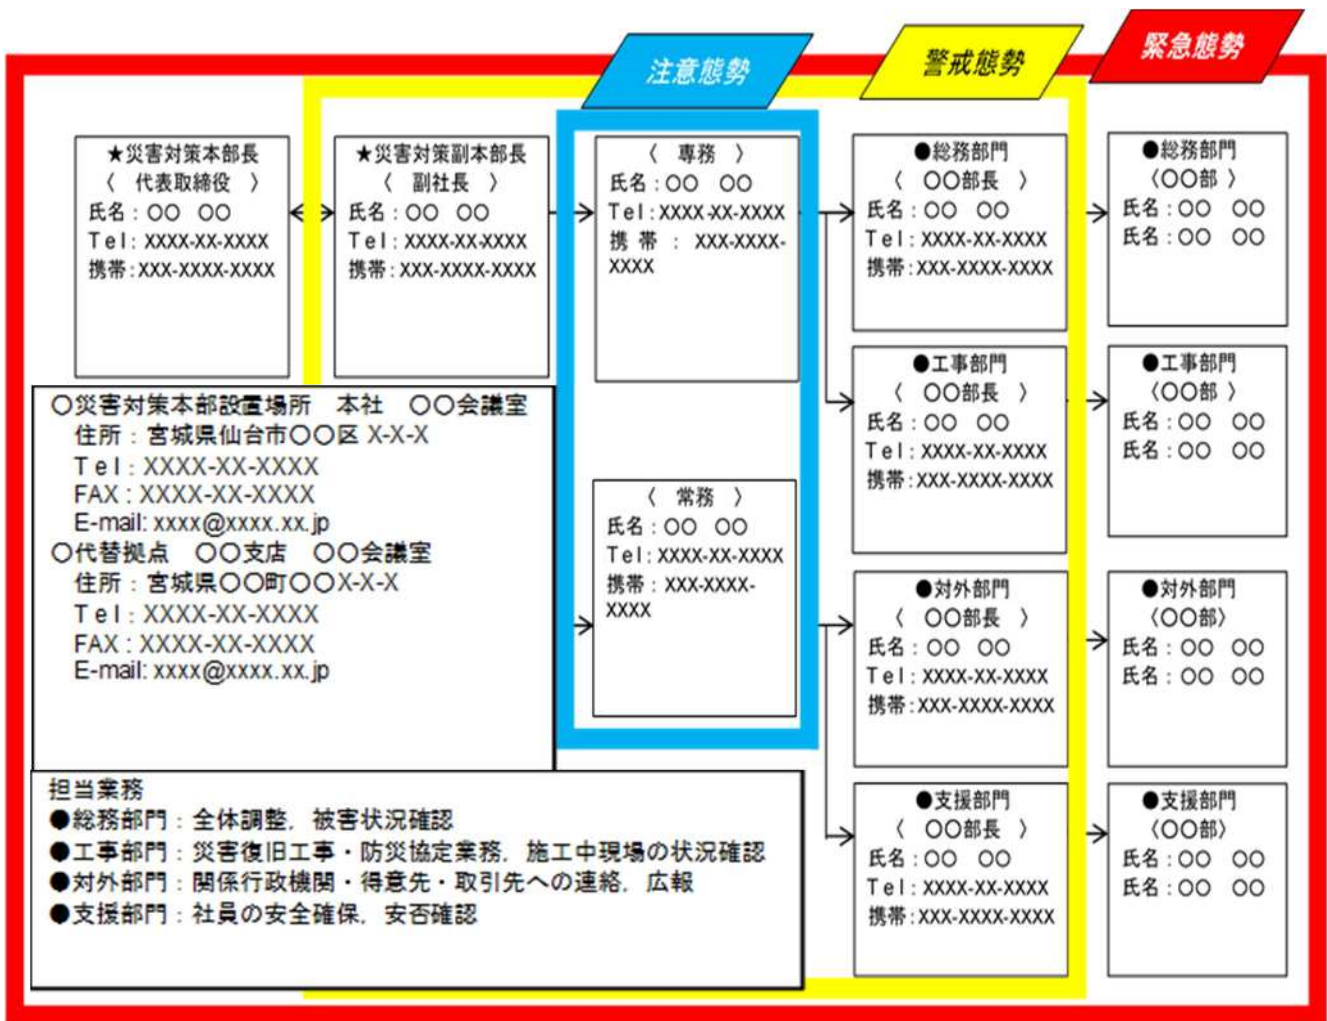 注意態勢
警戒態勢
緊急態勢
★災害対策本部長
〈 代表取締役 〉
氏名:〇〇 〇〇
Tel:XXXX-XX-XXXX
携帯:XXX-XXXX-XXXX
★災害対策副本部長
〈 副社長 〉
氏名:〇〇 〇〇
Tel:XXXX-XX-XXXX
携帯:XXX-XXXX-XXXX
〈 専務 〉
氏名:〇〇 〇〇
Tel:XXXX-XX-XXXX
携帯:XXX-XXXX-
XXXX
〈 常務 〉
氏名:〇〇 〇〇
Tel:XXXX-XX-XXXX
携帯:XXX-XXXX-
XXXX
●総務部門
〈 〇〇部長 〉
氏名:〇〇 〇〇
Tel:XXXX-XX-XXXX
携帯:XXX-XXXX-XXXX
●工事部門
〈 〇〇部長 〉
氏名:〇〇 〇〇
Tel:XXXX-XX-XXXX
携帯:XXX-XXXX-XXXX
●対外部門
〈 〇〇部長 〉
氏名:〇〇 〇〇
Tel:XXXX-XX-XXXX
携帯:XXX-XXXX-XXXX
●支援部門
〈 〇〇部長 〉
氏名:〇〇 〇〇
Tel:XXXX-XX-XXXX
携帯:XXX-XXXX-XXXX
●総務部門
〈〇〇部 〉
氏名:〇〇 〇〇
氏名:〇〇 〇〇
●工事部門
〈〇〇部 〉
氏名:〇〇 〇〇
氏名:〇〇 〇〇
●対外部門
〈〇〇部〉
氏名:〇〇 〇〇
氏名:〇〇 〇〇
●支援部門
〈〇〇部〉
氏名:〇〇 〇〇
氏名:〇〇 〇〇
〇災害対策本部設置場所 本社 〇〇会議室
住所:宮城県仙台市〇〇区 X-X-X
Tel:XXXX-XX-XXXX
FAX:XXXX-XX-XXXX
E-mail: xxxx@xxxx.xx.jp
〇代替拠点 〇〇支店 〇〇会議室
住所:宮城県〇〇町〇〇X-X-X
Tel:XXXX-XX-XXXX
FAX:XXXX-XX-XXXX
E-mail: xxxx@xxxx.xx.jp
担当業務
●総務部門:全体調整,被害状況確認
●工事部門:災害復旧工事・防災協定業務,施工中現場の状況確認
●対外部門:関係行政機関・得意先・取引先への連絡,広報
●支援部門:社員の安全確保,安否確認